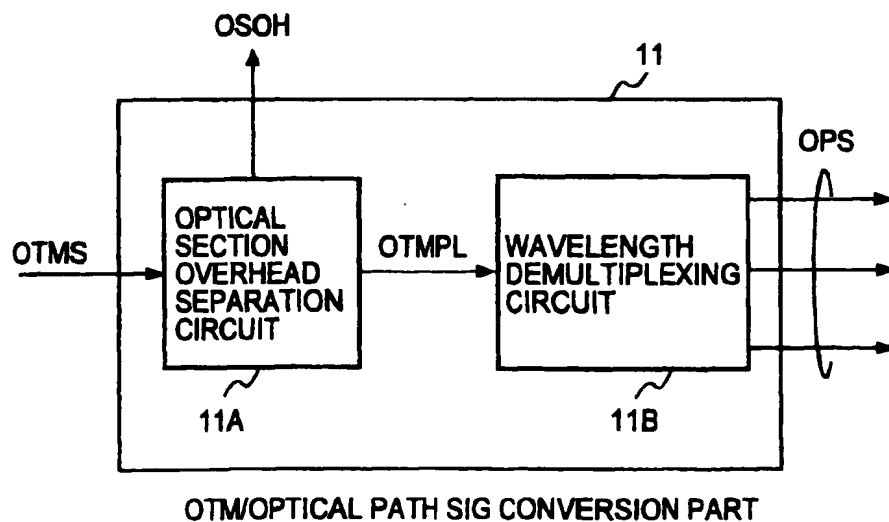 OSOH
11
OPS
OTMS
OPTICAL
SECTION
OVERHEAD
SEPARATION
CIRCUIT
OTMPL
WAVELENGTH
DEMULTIPLEXING
CIRCUIT
11A
11B
OTM/OPTICAL PATH SIG CONVERSION PART